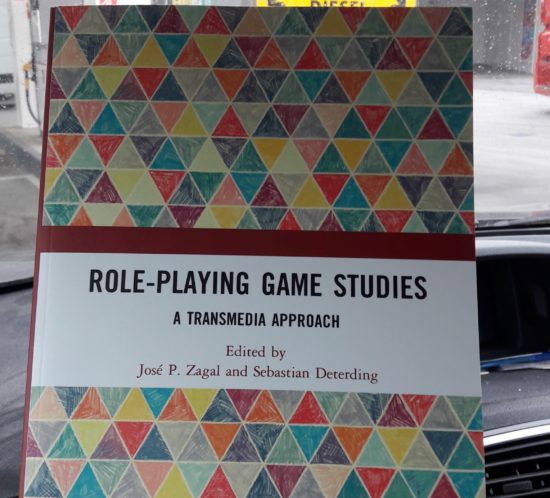 DIESEL
ROLE-PLAYING GAME STUDIES
A TRANSMEDIA APPROACH
Edited by
José P. Zagal and Sebastian Deterding